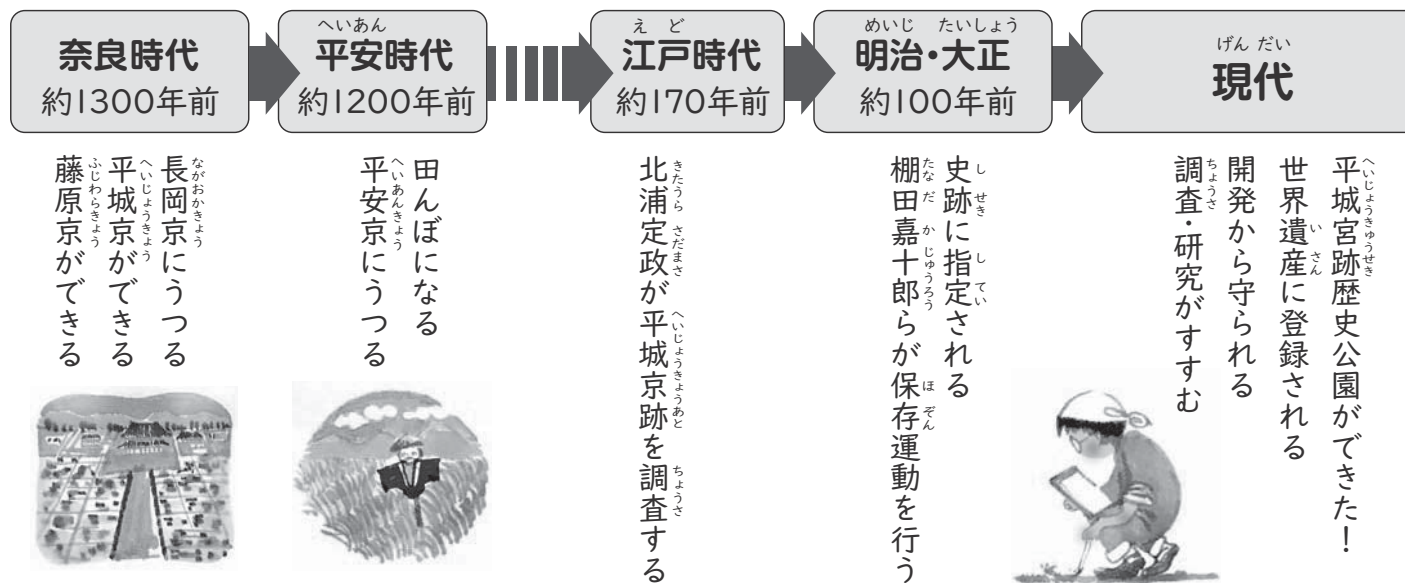 奈良時代
約1300年前
へいあん
平安時代
約1200年前
えど
江戸時代
約170年前
めいじ たいしょう
明治・大正
約100年前
げんだい
現代
ふじわらきょう
藤原京ができる
へいじょうきょう
平城京ができる
ながおかきょう
長岡京にうつる
へいあんきょう
平安京にうつる
田んぼになる
きたうら さだまさ へいじょうきょうあと ちょうさ
北浦定政が平城京跡を調査する
たなだ かじゅうろう ほぞん
棚田嘉十郎らが保存運動を行う
しせき してい
史跡に指定される
ちょうさ
調査・研究がすすむ
開発から守られる
いさん
世界遺産に登録される
へいじょうきゅうせき
平城宮跡歴史公園ができた！